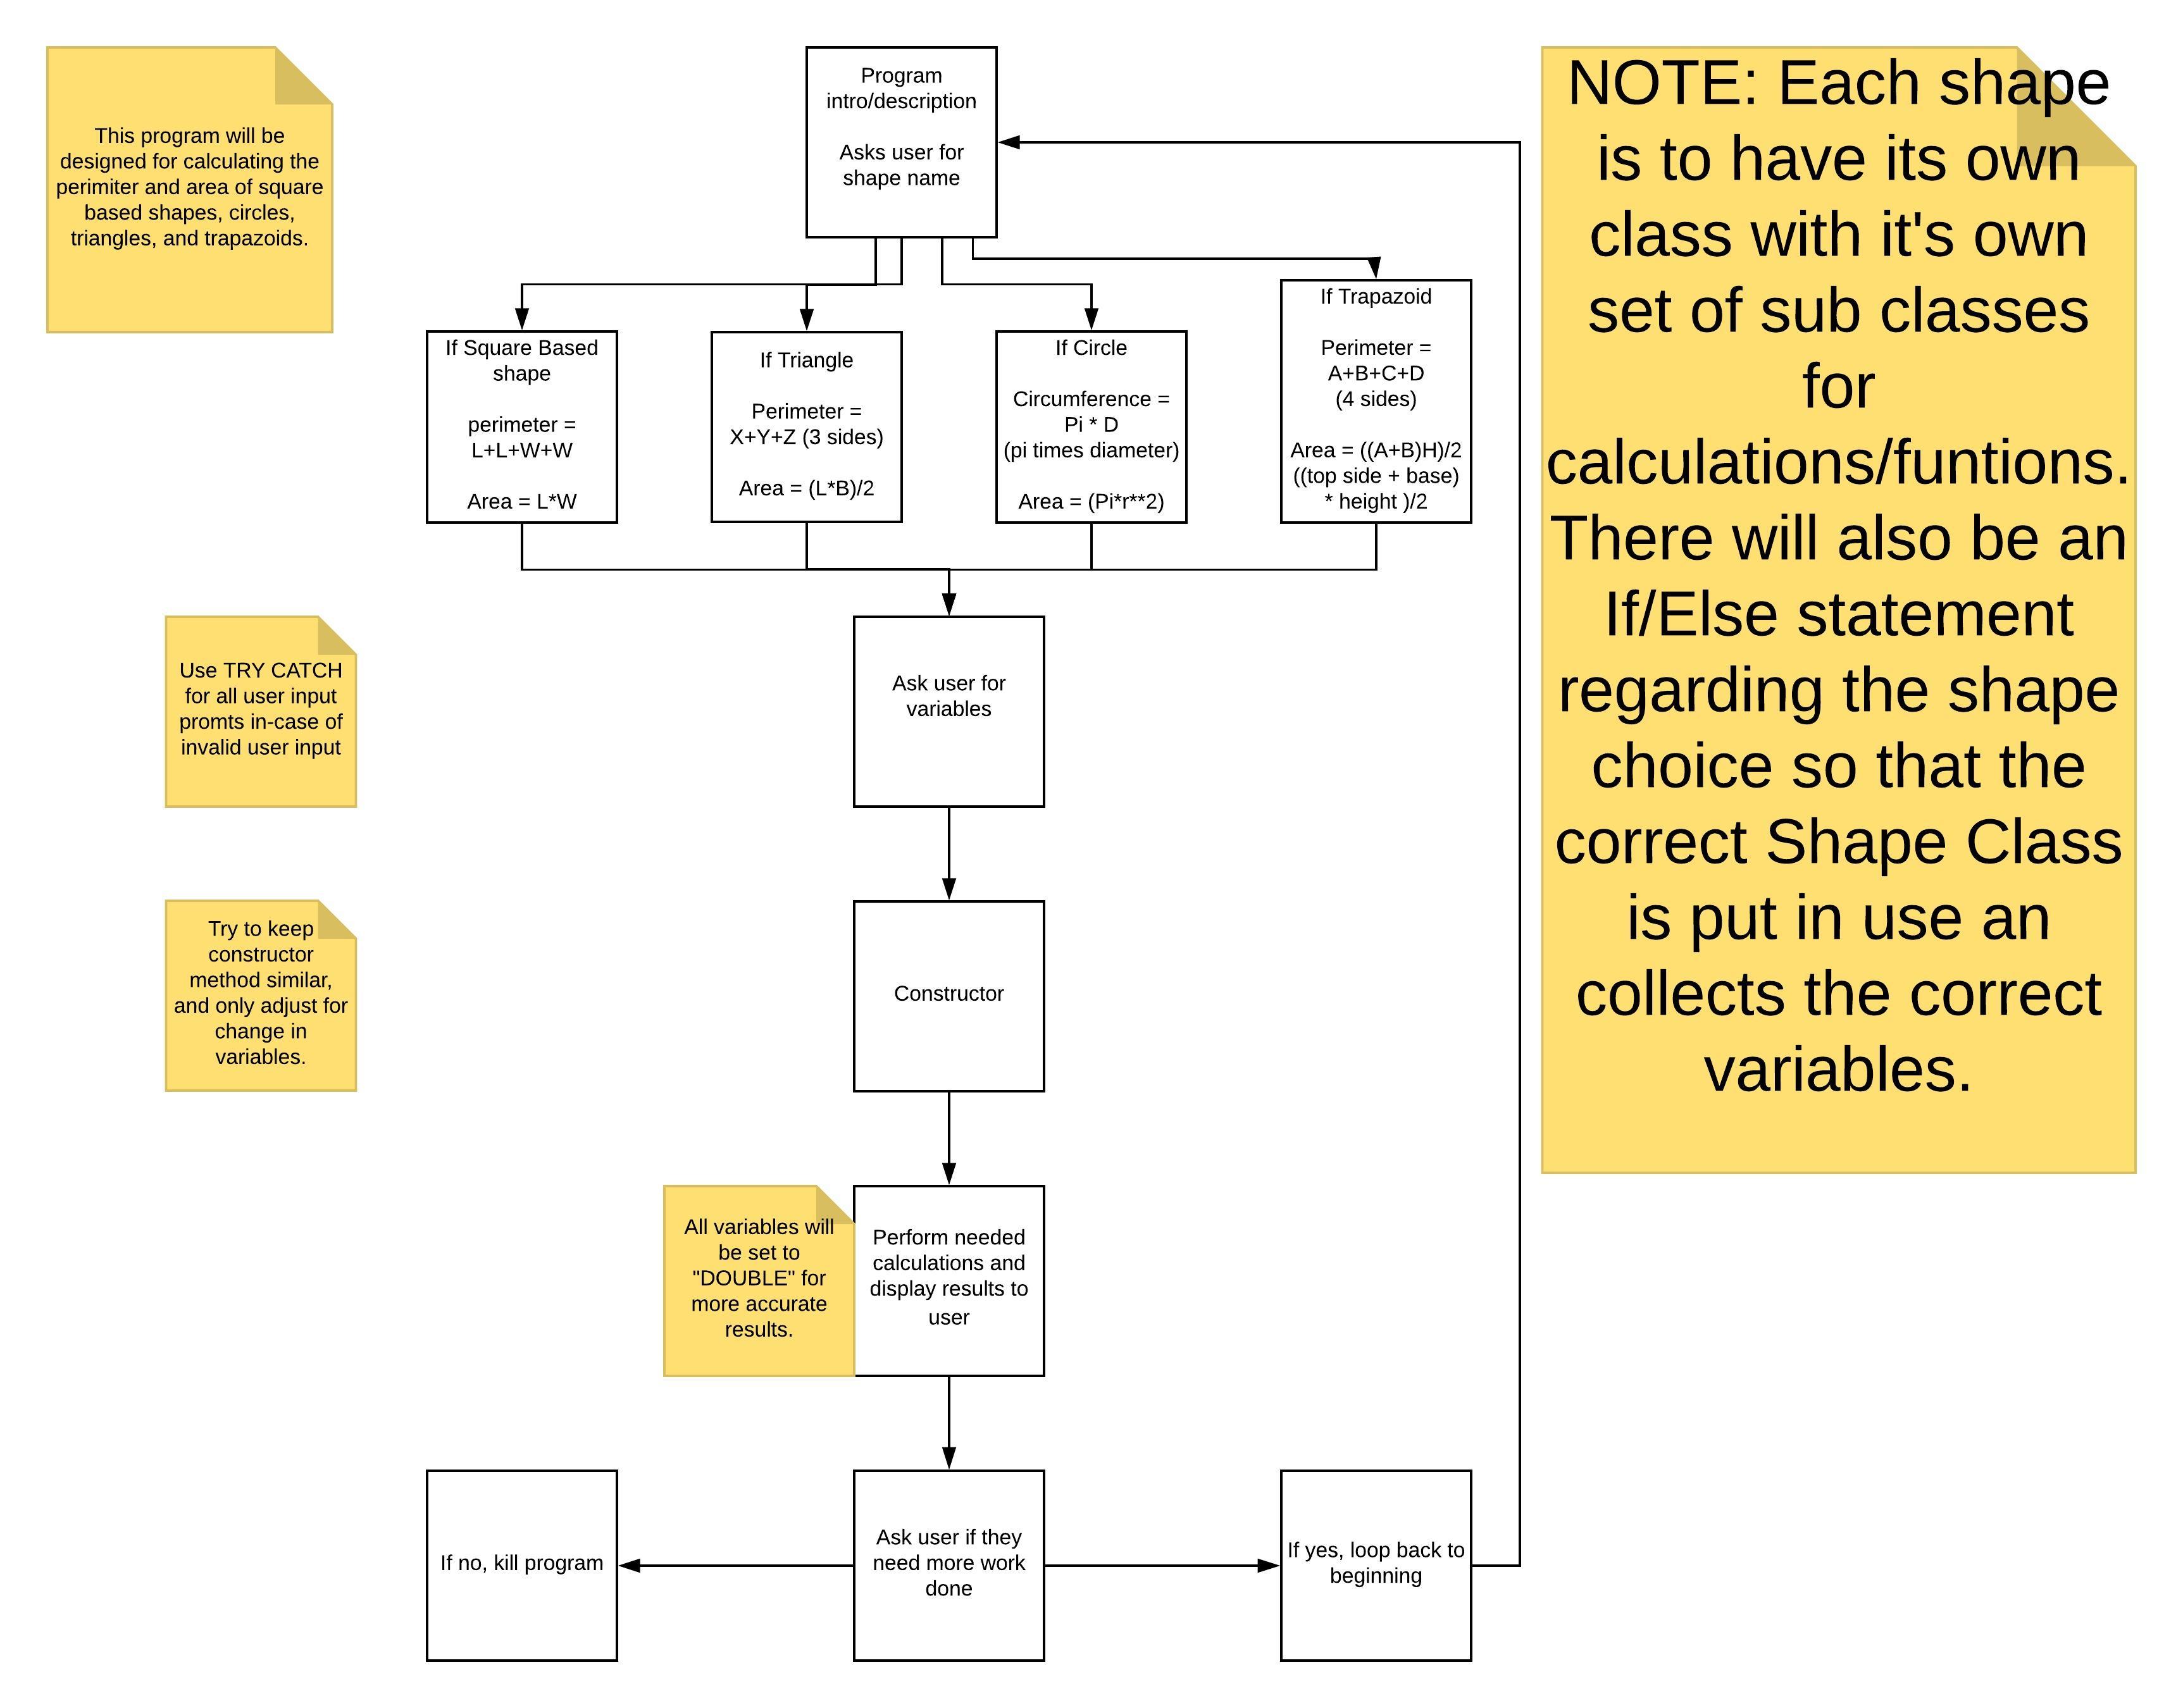 This program will be
designed for calculating the
perimiter and area of square
based shapes, circles,
triangles, and trapazoids.
Program
intro/description
Asks user for
shape name
NOTE: Each shape
is to have its own
class with it's own
set of sub classes
for
calculations/funtions.
There will also be an
If/Else statement
regarding the shape
choice so that the
correct Shape Class
is put in use an
collects the correct
variables.
If Square Based
shape
perimeter =
L+L+W+W
Area = L*W
If Triangle
Perimeter =
X+Y+Z (3 sides)
Area = (L*B)/2
If Circle
Circumference =
Pi * D
(pi times diameter)
Area = (Pi*r**2)
If Trapazoid
Perimeter =
A+B+C+D
(4 sides)
Area = ((A+B)H)/2
((top side + base)
* height )/2
Use TRY CATCH
for all user input
promts in-case of
invalid user input
Ask user for
variables
Try to keep
constructor
method similar,
and only adjust for
change in
variables.
Constructor
All variables will
be set to
"DOUBLE" for
more accurate
results.
Perform needed
calculations and
display results to
user
If no, kill program
Ask user if they
need more work
done
If yes, loop back to
beginning